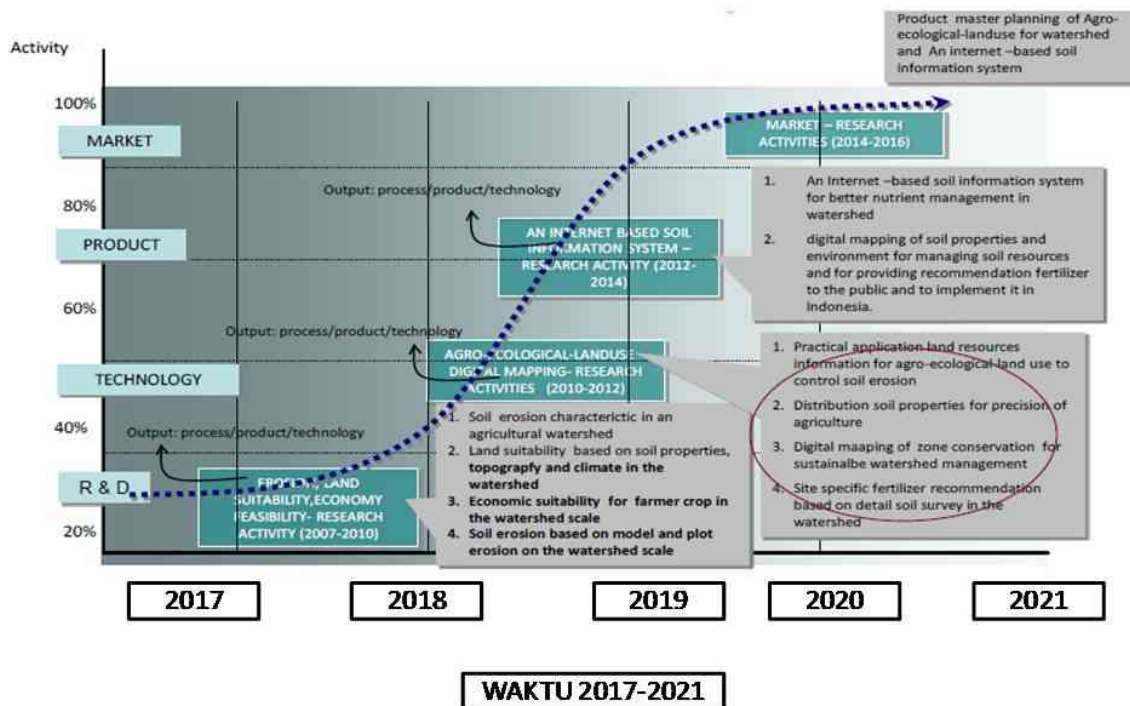 Product master planning of Agro-
ecological-landuse for watershed
and An internet –based soil
information system
Activity
100%
MARKET
MARKET – RESEARCH
ACTIVITIES (2014-2016)
Output: process/product/technology
1. An Internet –based soil information system
for better nutrient management in
watershed
2. digital mapping of soil properties and
environment for managing soil resources
and for providing recommendation fertilizer
to the public and to implement it in
Indonesia.
80%
PRODUCT
AN INTERNET BASED SOIL
INFORMATION SYSTEM –
RESEARCH ACTIVITY (2012-
2014)
60%
Output: process/product/technology
TECHNOLOGY
AGRO-ECOLOGICAL-LANDUSE
DIGITAL MAPPING- RESEARCH
ACTIVITIES (2010-2012)
1. Practical application land resources
information for agro-ecological land use to
control soil erosion
2. Distribution soil properties for precision of
agriculture
3. Digital maaping of zone conservation for
sustainalbe watershed management
4. Site specific fertilizer recommendation
based on detail soil survey in the
watershed
40%
Output: process/product/technology
1. Soil erosion characterictic in an
agricultural watershed
2. Land suitability based on soil properties,
topograpfy and climate in the
watershed
3. Economic suitability for farmer crop in
the watershed scale
4. Soil erosion based on model and plot
erosion on the watershed scale
R & D
EROSION, LAND
SUITABILITY,ECONOMY
FEASIBILITY- RESEARCH
ACTIVITY (2007-2010)
20%
2017
2018
2019
2020
2021
WAKTU 2017-2021